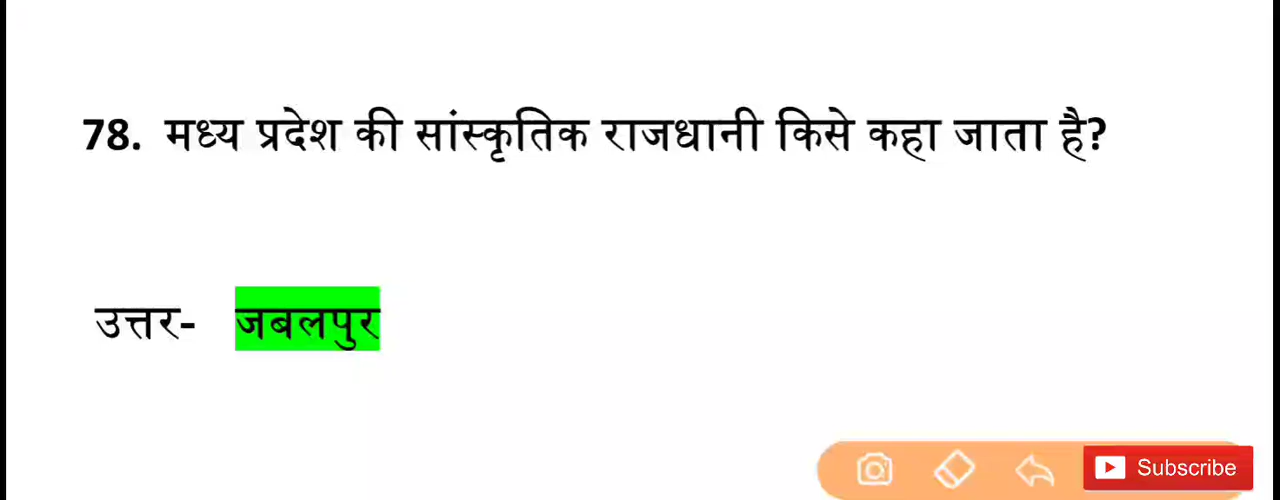 78. मध्य प्रदेश की सांस्कृतिक राजधानी किसे कहा जाता है?
उत्तर- जबलपुर
Subscribe